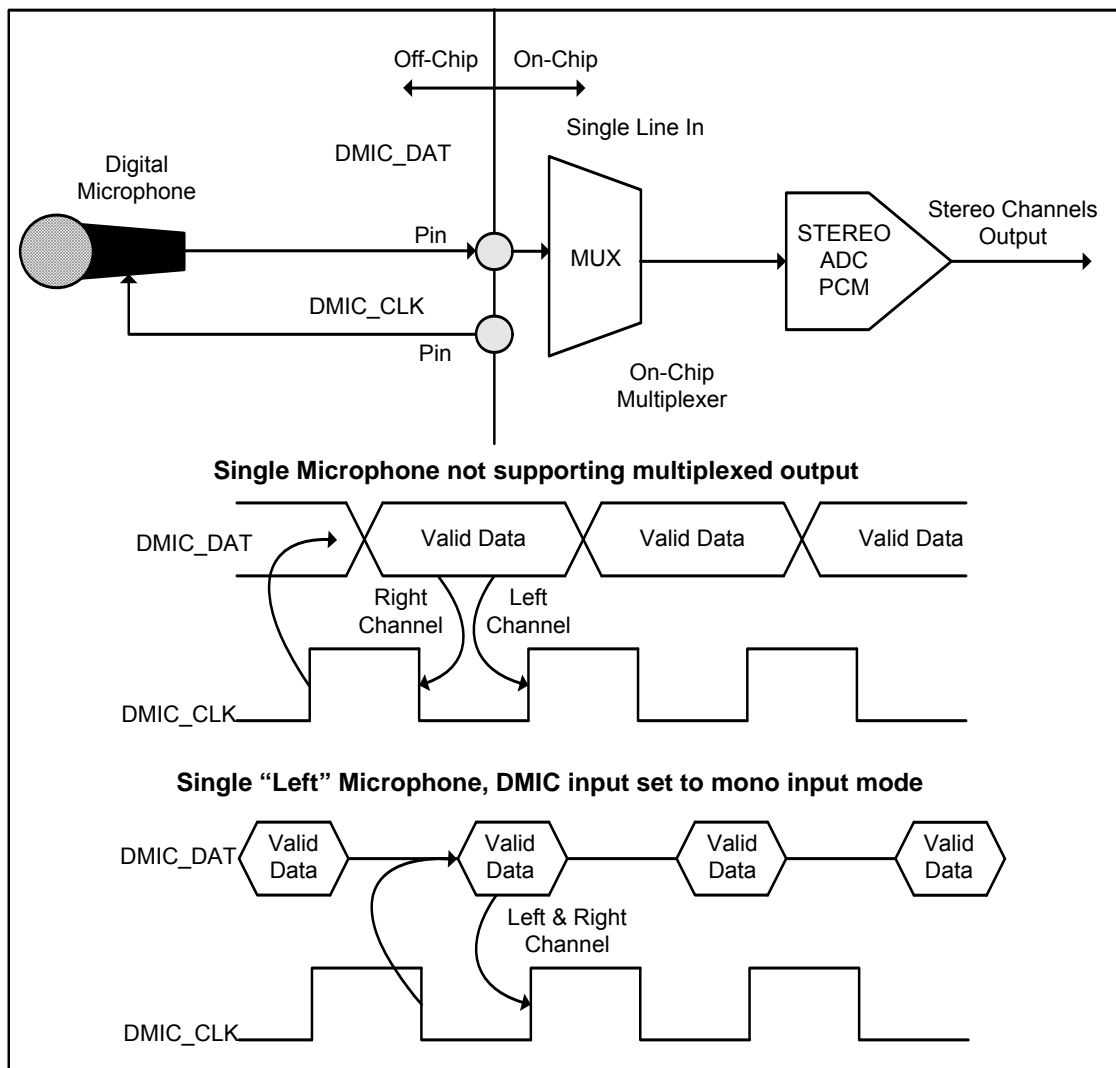 Off-Chip
On-Chip
Single Line In
DMIC_DAT
Digital
Microphone
Pin
MUX
STEREO
ADC
PCM
Stereo Channels
Output
DMIC_CLK
Pin
On-Chip
Multiplexer
Single Microphone not supporting multiplexed output
DMIC_DAT
Valid Data
Valid Data
Valid Data
Right
Channel
Left
Channel
DMIC_CLK
Single “Left” Microphone, DMIC input set to mono input mode
DMIC_DAT
Valid
Data
Valid
Data
Valid
Data
Valid
Data
Left & Right
Channel
DMIC_CLK